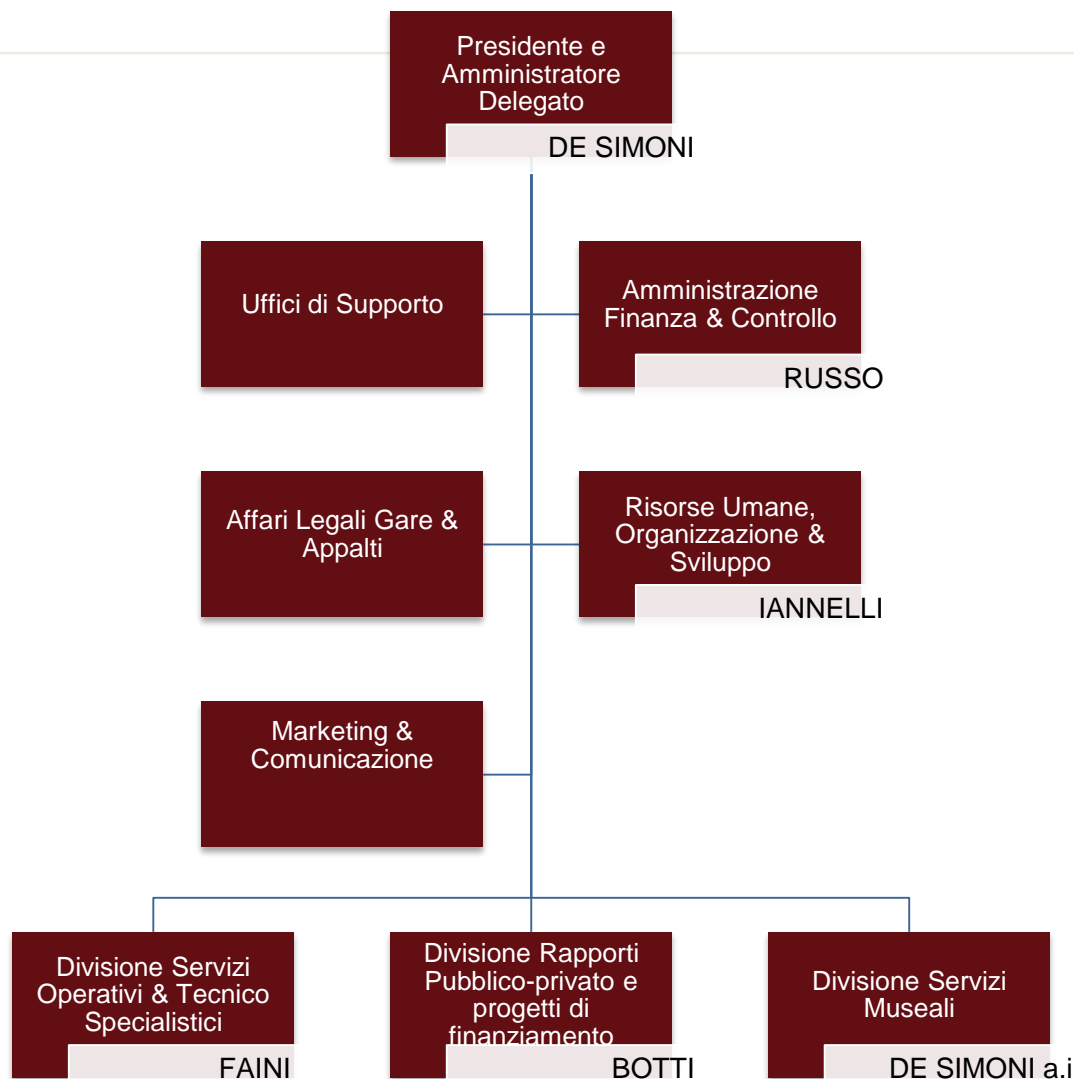 Presidente e
Amministratore
Delegato
DE SIMONI
Uffici di Supporto
Amministrazione
Finanza & Controllo
RUSSO
Affari Legali Gare &
Appalti
Risorse Umane,
Organizzazione &
Sviluppo
IANNELLI
Marketing &
Comunicazione
Divisione Servizi
Operativi & Tecnico
Specialistici
FAINI
Divisione Rapporti
Pubblico-privato e
progetti di
finanziamento
BOTTI
Divisione Servizi
Museali
DE SIMONI a.i